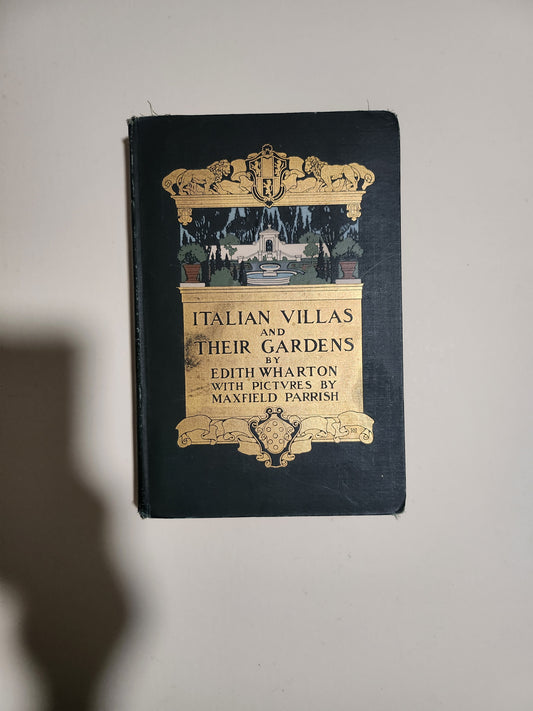 ITALIAN VILLAS
AND
THEIR GARDENS
BY
EDITH WHARTON
WITH PICTVRES BY
MAXFIELD PARRISH